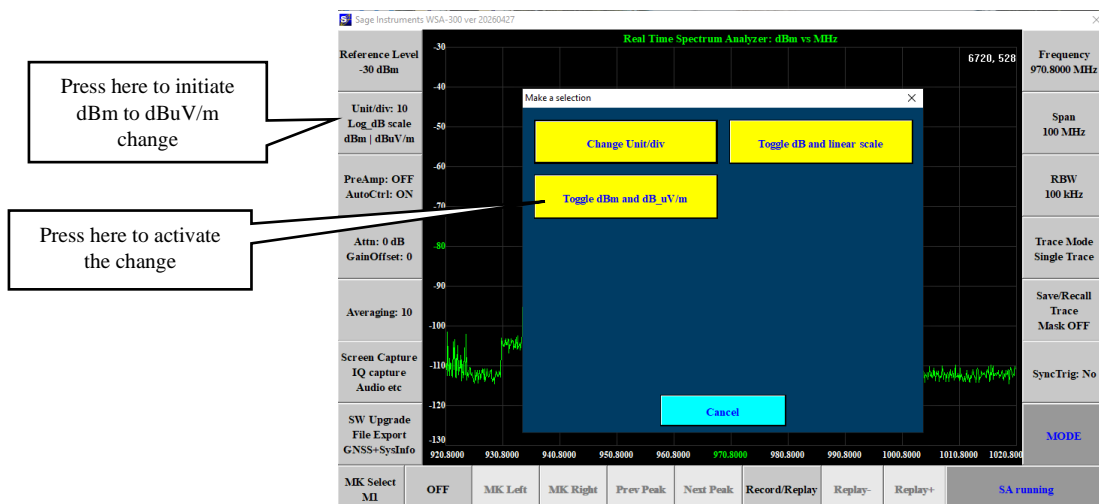 Sage Instruments WSA-300 ver 20260427
Real Time Spectrum Analyzer: dBm vs MHz
6720, 528
Press here to initiate
dBm to dBuV/m
change
Press here to activate
the change
Reference Level
-30 dBm
Unit/div: 10
Log_dB scale
dBm | dBuV/m
PreAmp: OFF
AutoCtrl: ON
Attn: 0 dB
GainOffset: 0
Averaging: 10
Screen Capture
IQ capture
Audio etc
SW Upgrade
File Export
GNSS+SysInfo
-30
-40
-50
-60
-70
-80
-90
-100
-110
-120
-130
Make a selection
Change Unit/div
Toggle dB and linear scale
Toggle dBm and dB_uV/m
Cancel
920.8000
930.8000
940.8000
950.8000
960.8000
970.8000
980.8000
990.8000
1000.8000
1010.8000
1020.800
Frequency
970.8000 MHz
Span
100 MHz
RBW
100 kHz
Trace Mode
Single Trace
Save/Recall
Trace
Mask OFF
SyncTrig: No
MODE
MK Select
M1
OFF
MK Left
MK Right
Prev Peak
Next Peak
Record/Replay
Replay-
Replay+
SA running